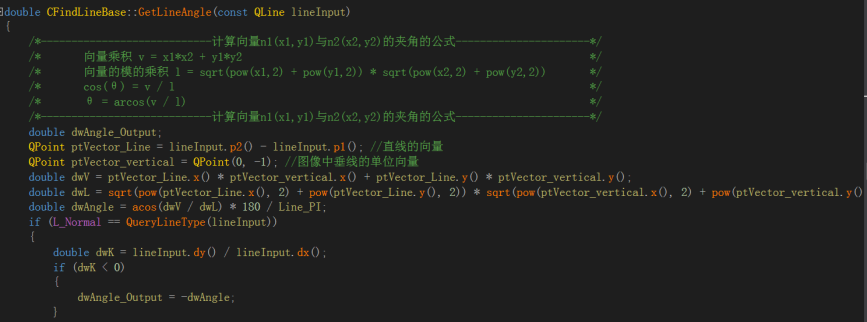 double CFindLineBase::GetLineAngle(const QLine lineInput)
{
/*----------------------------计算向量n1(x1,y1)与n2(x2,y2)的夹角的公式----------------------*/
/* 向量乘积 v = x1*x2 + y1*y2 */
/* 向量的模的乘积 l = sqrt(pow(x1,2) + pow(y1,2)) * sqrt(pow(x2,2) + pow(y2,2)) */
/* cos(θ) = v / l */
/* θ = arcos(v / l) */
/*----------------------------计算向量n1(x1,y1)与n2(x2,y2)的夹角的公式----------------------*/
double dwAngle_Output;
QPoint ptVector_Line = lineInput.p2() - lineInput.p1(); //直线的向量
QPoint ptVector_vertical = QPoint(0, -1); //图像中垂线的单位向量
double dwV = ptVector_Line.x() * ptVector_vertical.x() + ptVector_Line.y() * ptVector_vertical.y();
double dwL = sqrt(pow(ptVector_Line.x(), 2) + pow(ptVector_Line.y(), 2)) * sqrt(pow(ptVector_vertical.x(), 2) + pow(ptVector_vertical.y()
double dwAngle = acos(dwV / dwL) * 180 / Line_PI;
if (L_Normal == QueryLineType(lineInput))
{
double dwK = lineInput.dy() / lineInput.dx();
if (dwK < 0)
{
dwAngle_Output = -dwAngle;
}